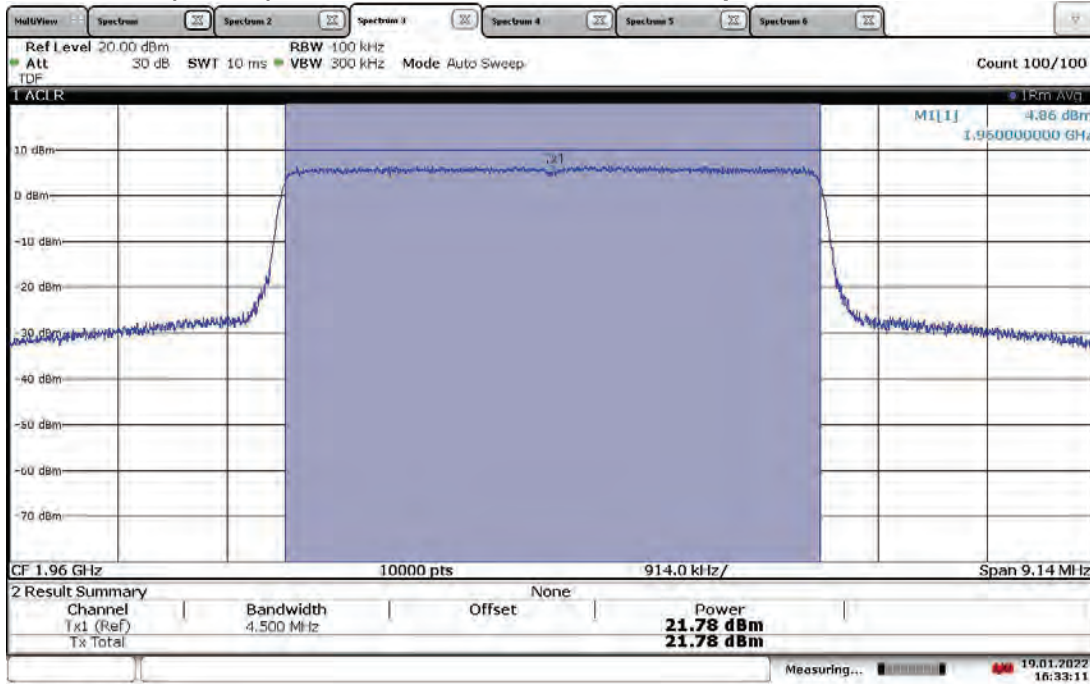 MultiView Spectrum Spectrum 2 Spectrum 3 Spectrum 4 Spectrum 5 Spectrum 6
Ref Level 20.00 dBm RBW 100 kHz
Att 30 dB SWT 10 ms VBW 300 kHz Mode Auto Sweep Count 100/100
TDF
1 ACLR 1Rm Avg
M1[1] 4.86 dBm
1.960000000 GHz
10 dBm
Tx1
0 dBm
-10 dBm
-20 dBm
-30 dBm
-40 dBm
-50 dBm
-60 dBm
-70 dBm
CF 1.96 GHz 10000 pts 914.0 kHz/ Span 9.14 MHz
2 Result Summary None
Channel Bandwidth Offset Power
Tx1 (Ref) 4.500 MHz 21.78 dBm
Tx Total 21.78 dBm
Measuring... 19.01.2022
16:33:11